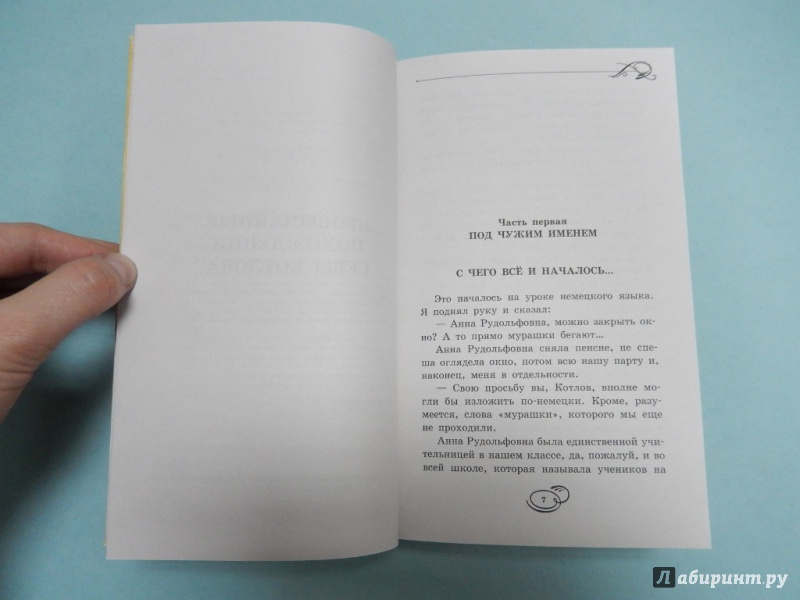 Часть первая
ПОД ЧУЖИМ ИМЕНЕМ
С ЧЕГО ВСЁ И НАЧАЛОСЬ...
Это началось на уроке немецкого языка.
Я поднял руку и сказал:
— Анна Рудольфовна, можно закрыть ок-
но? А то прямо мурашки бегают...
Анна Рудольфовна сняла пенсне, не спе-
ша оглядела окно, потом всю нашу парту и,
наконец, меня в отдельности.
— Свою просьбу вы, Котлов, вполне мог-
ли бы изложить по-немецки. Кроме, разу-
меется, слова «мурашки», которого мы еще
не проходили.
Анна Рудольфовна была единственной учи-
тельницей в нашем классе, да, пожалуй, и во
всей школе, которая называла учеников на
7
Лабиринт.ру